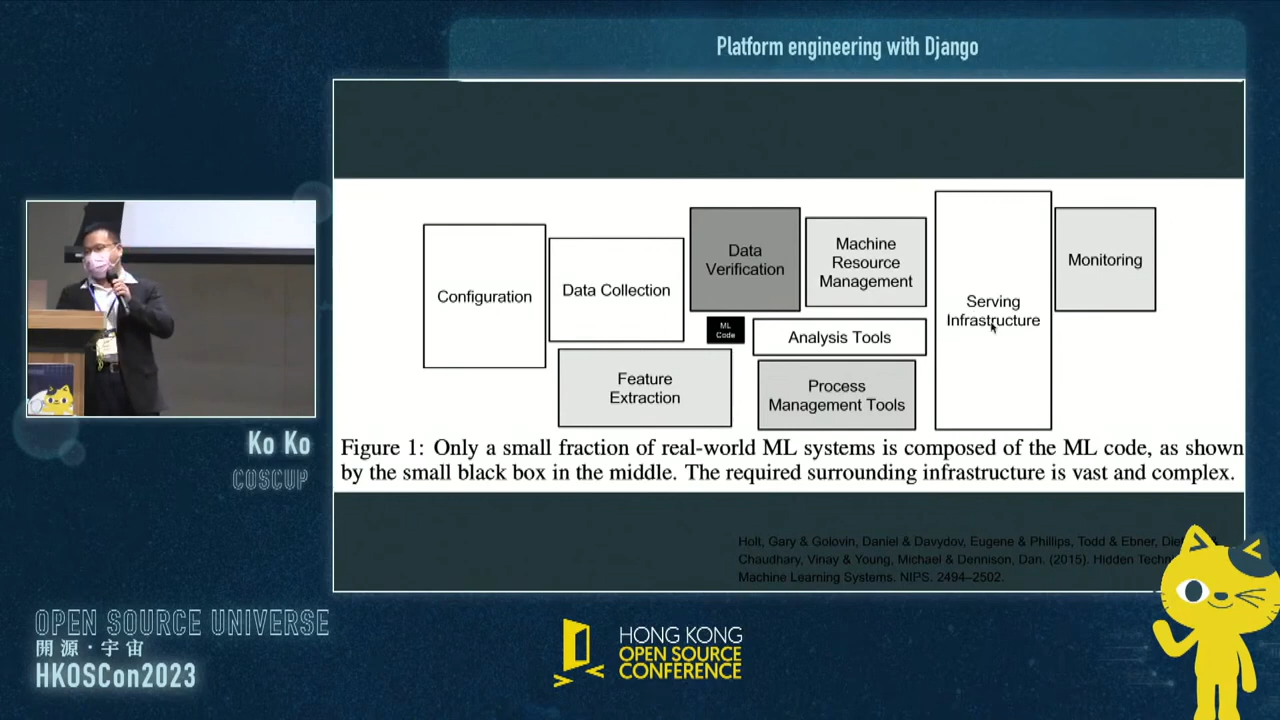 Platform engineering with Django
Configuration
Data Collection
Data
Verification
Machine
Resource
Management
Serving
Infrastructure
Monitoring
ML
Code
Analysis Tools
Feature
Extraction
Process
Management Tools
Figure 1: Only a small fraction of real-world ML systems is composed of the ML code, as shown
by the small black box in the middle. The required surrounding infrastructure is vast and complex.
Holt, Gary & Golovin, Daniel & Davydov, Eugene & Phillips, Todd & Ebner,
Chaudhary, Vinay & Young, Michael & Dennison, Dan. (2015). Hidden
Machine Learning Systems. NIPS. 2494–2502.
Ko Ko
COSCUP
OPEN SOURCE UNIVERSE
開源·宇宙
HKOSCon2023
HONG KONG
OPEN SOURCE
CONFERENCE